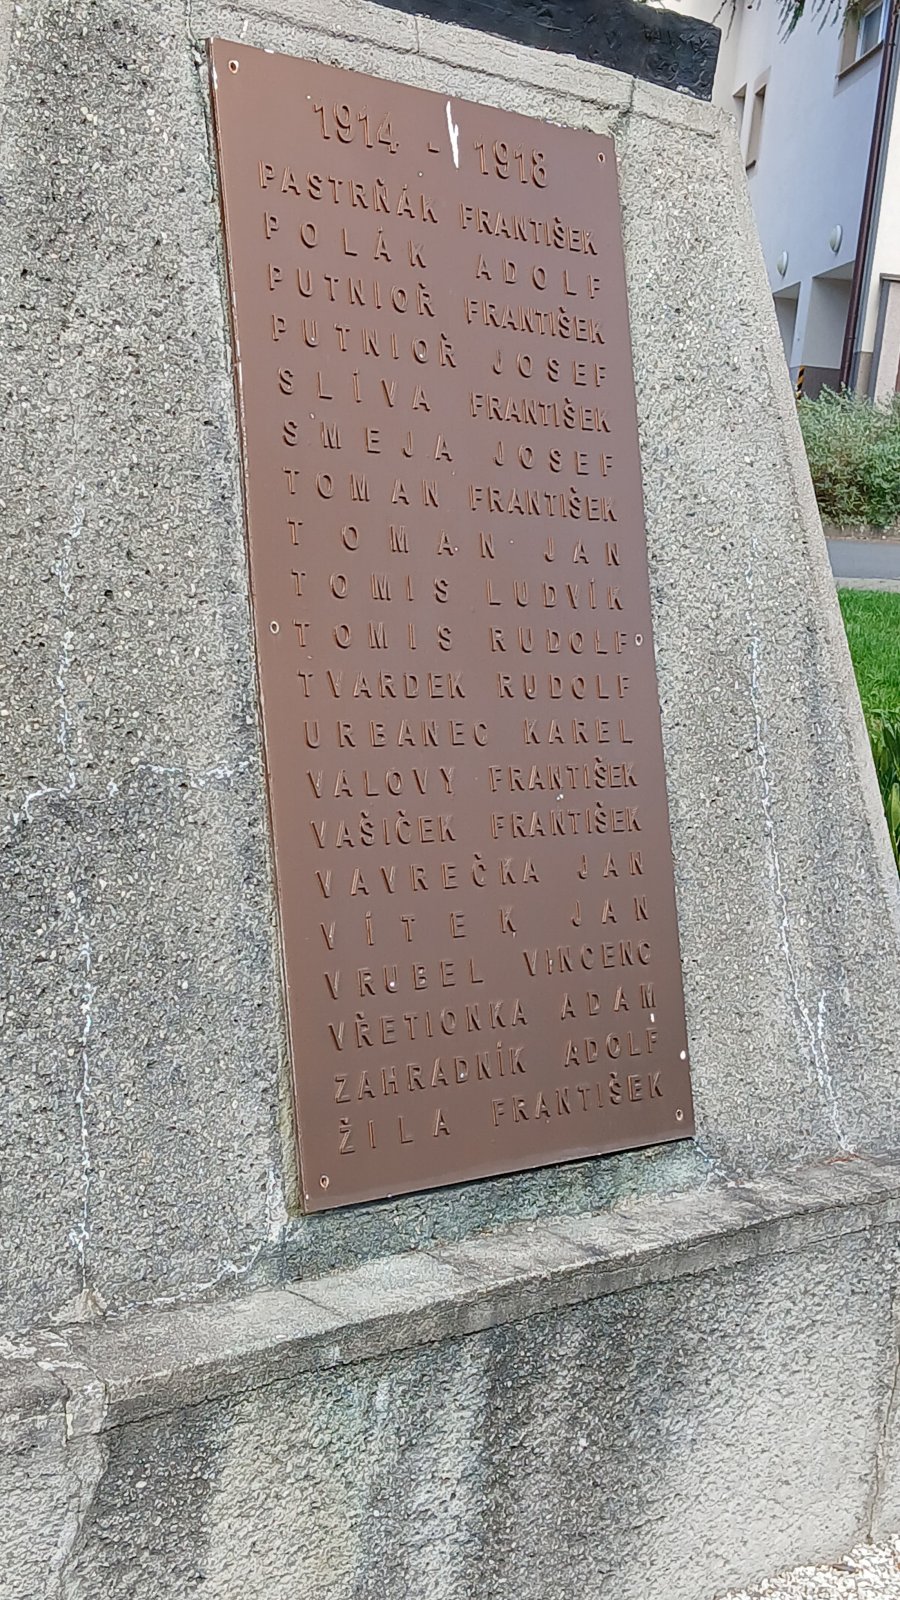 1914 - 1918
PASTRŇÁK FRANTIŠEK
POLÁK ADOLF
PUTNIOŘ FRANTIŠEK
PUTNIOŘ JOSEF
SLÍVA FRANTIŠEK
SMEJA JOSEF
TOMAN FRANTIŠEK
TOMAN JAN
TOMIS LUDVÍK
TOMIS RUDOLF
TVARDEK RUDOLF
URBANEC KAREL
VALOVY FRANTIŠEK
VAŠIČEK FRANTIŠEK
VAVREČKA JAN
VÍTEK JAN
VRUBEL VINCENC
VŘETIONKA ADAM
ZAHRADNÍK ADOLF
ŽILA FRANTIŠEK